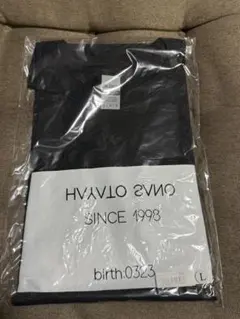 HAYATO SANO
SINCE 1998
birth.0323
L